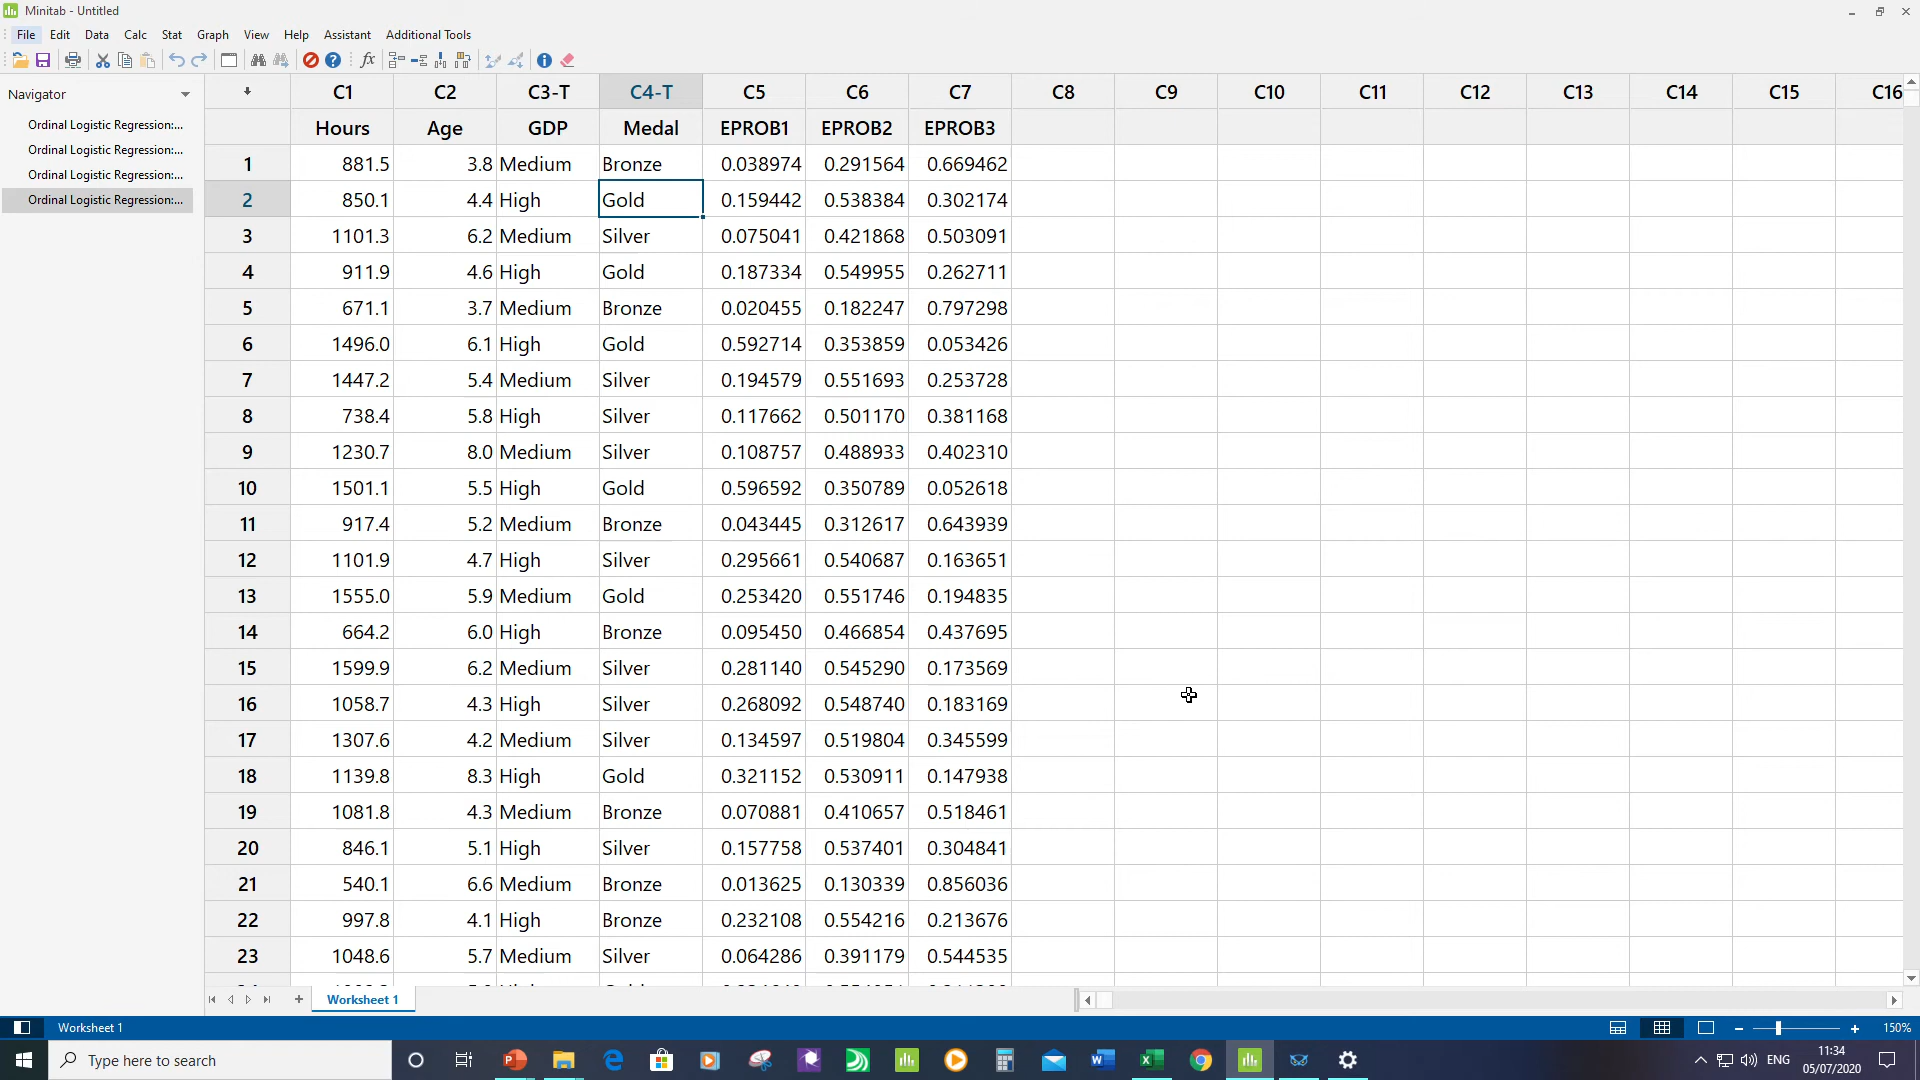 Minitab - Untitled
File Edit Data Calc Stat Graph View Help Assistant Additional Tools
Navigator
Ordinal Logistic Regression:...
Ordinal Logistic Regression:...
Ordinal Logistic Regression:...
Ordinal Logistic Regression:...
C1 C2 C3-T C4-T C5 C6 C7 C8 C9 C10 C11 C12 C13 C14 C15 C16
Hours Age GDP Medal EPROB1 EPROB2 EPROB3
1 881.5 3.8 Medium Bronze 0.038974 0.291564 0.669462
2 850.1 4.4 High Gold 0.159442 0.538384 0.302174
3 1101.3 6.2 Medium Silver 0.075041 0.421868 0.503091
4 911.9 4.6 High Gold 0.187334 0.549955 0.262711
5 671.1 3.7 Medium Bronze 0.020455 0.182247 0.797298
6 1496.0 6.1 High Gold 0.592714 0.353859 0.053426
7 1447.2 5.4 Medium Silver 0.194579 0.551693 0.253728
8 738.4 5.8 High Silver 0.117662 0.501170 0.381168
9 1230.7 8.0 Medium Silver 0.108757 0.488933 0.402310
10 1501.1 5.5 High Gold 0.596592 0.350789 0.052618
11 917.4 5.2 Medium Bronze 0.043445 0.312617 0.643939
12 1101.9 4.7 High Silver 0.295661 0.540687 0.163651
13 1555.0 5.9 Medium Gold 0.253420 0.551746 0.194835
14 664.2 6.0 High Bronze 0.095450 0.466854 0.437695
15 1599.9 6.2 Medium Silver 0.281140 0.545290 0.173569
16 1058.7 4.3 High Silver 0.268092 0.548740 0.183169
17 1307.6 4.2 Medium Silver 0.134597 0.519804 0.345599
18 1139.8 8.3 High Gold 0.321152 0.530911 0.147938
19 1081.8 4.3 Medium Bronze 0.070881 0.410657 0.518461
20 846.1 5.1 High Silver 0.157758 0.537401 0.304841
21 540.1 6.6 Medium Bronze 0.013625 0.130339 0.856036
22 997.8 4.1 High Bronze 0.232108 0.554216 0.213676
23 1048.6 5.7 Medium Silver 0.064286 0.391179 0.544535
Worksheet 1
Worksheet 1
150%
Type here to search
ENG
11:34
05/07/2020